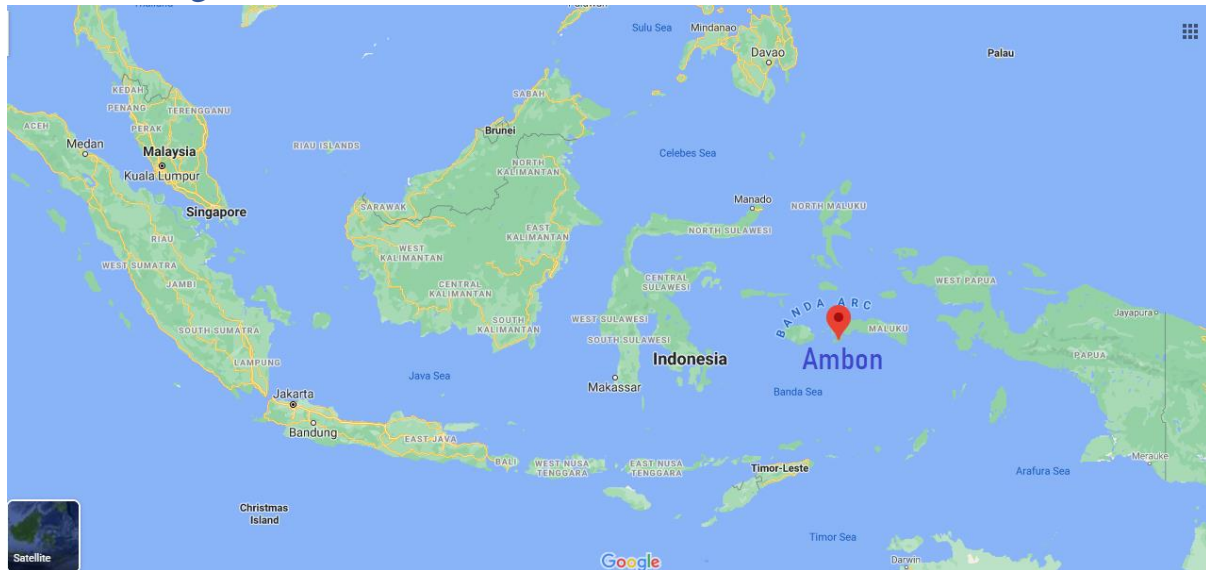 Sulu Sea
Mindanao
Davao
Palau
KEDAH
PENANG
TERENGGANU
PERAK
ACEH
Medan
Malaysia
Kuala Lumpur
Singapore
RIAU ISLANDS
SABAH
Brunei
NORTH
KALIMANTAN
SARAWAK
Celebes Sea
Manado
NORTH MALUKU
NORTH SULAWESI
EAST
KALIMANTAN
WEST
KALIMANTAN
CENTRAL
KALIMANTAN
SOUTH
KALIMANTAN
RIAU
WEST SUMATRA
JAMBI
SOUTH SUMATRA
LAMPUNG
CENTRAL
SULAWESI
WEST SULAWESI
SOUTH SULAWESI
WEST PAPUA
BANDA ARC
MALUKU
Ambon
Jayapura
PAPUA
Indonesia
Makassar
Java Sea
Banda Sea
Jakarta
Bandung
EAST JAVA
BALI
WEST NUSA
TENGGARA
EAST NUSA
TENGGARA
Timor-Leste
Merauke
Arafura Sea
Christmas
Island
Timor Sea
Darwin
Satellite
Google